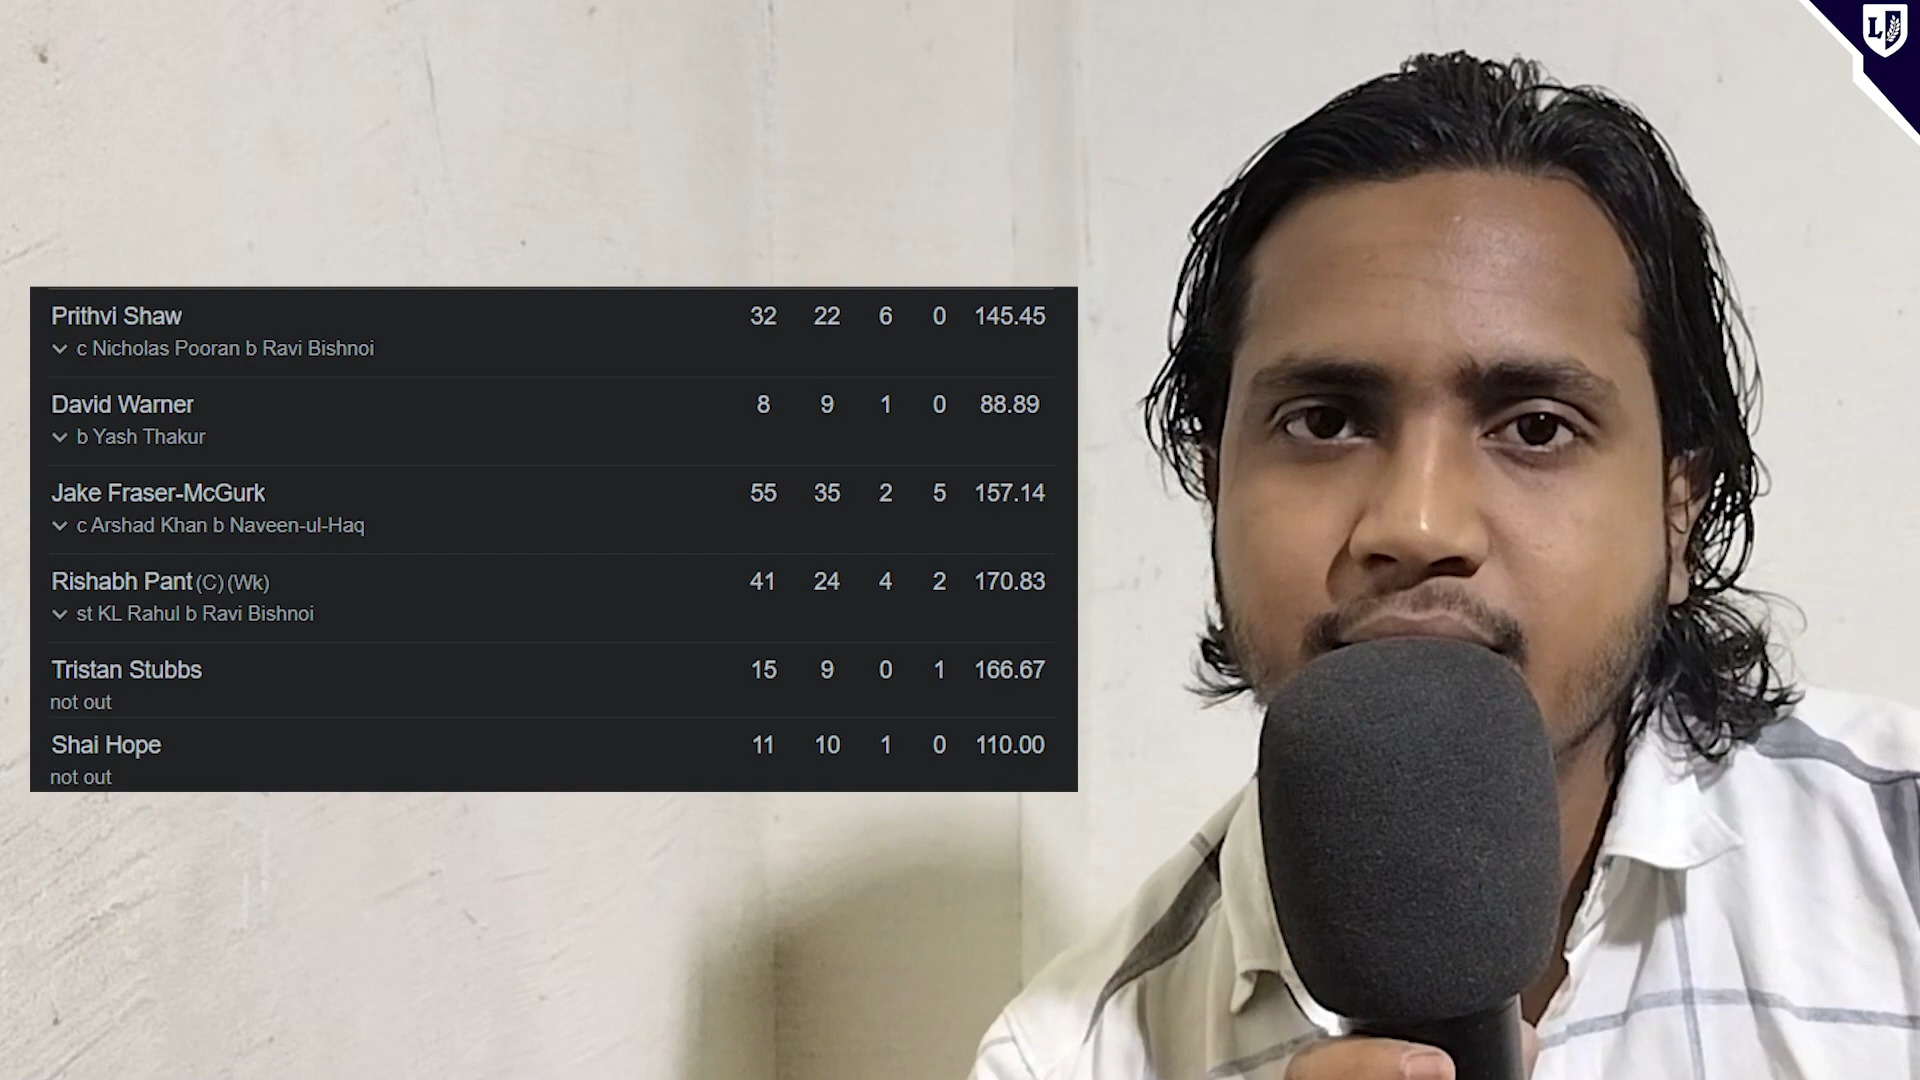 L
Prithvi Shaw 32 22 6 0 145.45
c Nicholas Pooran b Ravi Bishnoi
David Warner 8 9 1 0 88.89
b Yash Thakur
Jake Fraser-McGurk 55 35 2 5 157.14
c Arshad Khan b Naveen-ul-Haq
Rishabh Pant (C) (Wk) 41 24 4 2 170.83
st KL Rahul b Ravi Bishnoi
Tristan Stubbs 15 9 0 1 166.67
not out
Shai Hope 11 10 1 0 110.00
not out